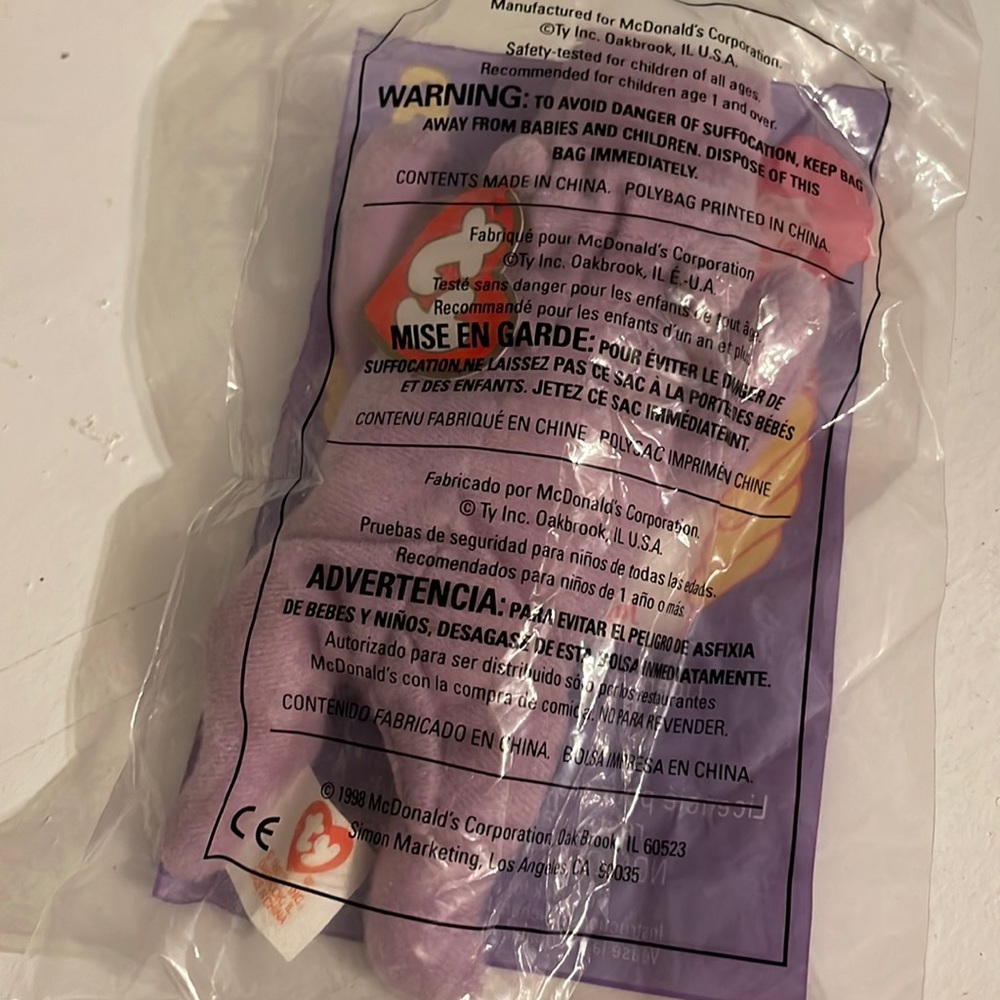 Manufactured for McDonald's Corporation.
©Ty Inc. Oakbrook, IL U.S.A.
Safety-tested for children of all ages.
Recommended for children age 1 and over.
WARNING: TO AVOID DANGER OF SUFFOCATION, KEEP BAG
AWAY FROM BABIES AND CHILDREN. DISPOSE OF THIS
BAG IMMEDIATELY.
CONTENTS MADE IN CHINA. POLYBAG PRINTED IN CHINA.
Fabriqué pour McDonald's Corporation
©Ty Inc. Oakbrook, IL É.-U.A.
Testé sans danger pour les enfants de tout âge.
Recommandé pour les enfants d'un an et plus.
MISE EN GARDE: POUR ÉVITER LE DANGER DE
SUFFOCATION,NE LAISSEZ PAS CE SAC À LA PORTÉE DES BÉBÉS
ET DES ENFANTS. JETEZ CE SAC IMMÉDIATEMENT.
CONTENU FABRIQUÉ EN CHINE POLYSAC IMPRIMÉ EN CHINE
Fabricado por McDonald's Corporation.
© Ty Inc. Oakbrook, IL U.S.A.
Pruebas de seguridad para niños de todas las edads.
Recomendados para niños de 1 año o más.
ADVERTENCIA: PARA EVITAR EL PELIGRO DE ASFIXIA
DE BEBES Y NIÑOS, DESAGASE DE ESTA BOLSA INMEDIATAMENTE.
Autorizado para ser distribuido sólo por los restaurantes
McDonald's con la compra de comida. NO PARA REVENDER.
CONTENIDO FABRICADO EN CHINA. BOLSA IMPRESA EN CHINA.
© 1998 McDonald's Corporation, Oak Brook, IL 60523
Simon Marketing, Los Angeles, CA 90035
CE
ty
ty